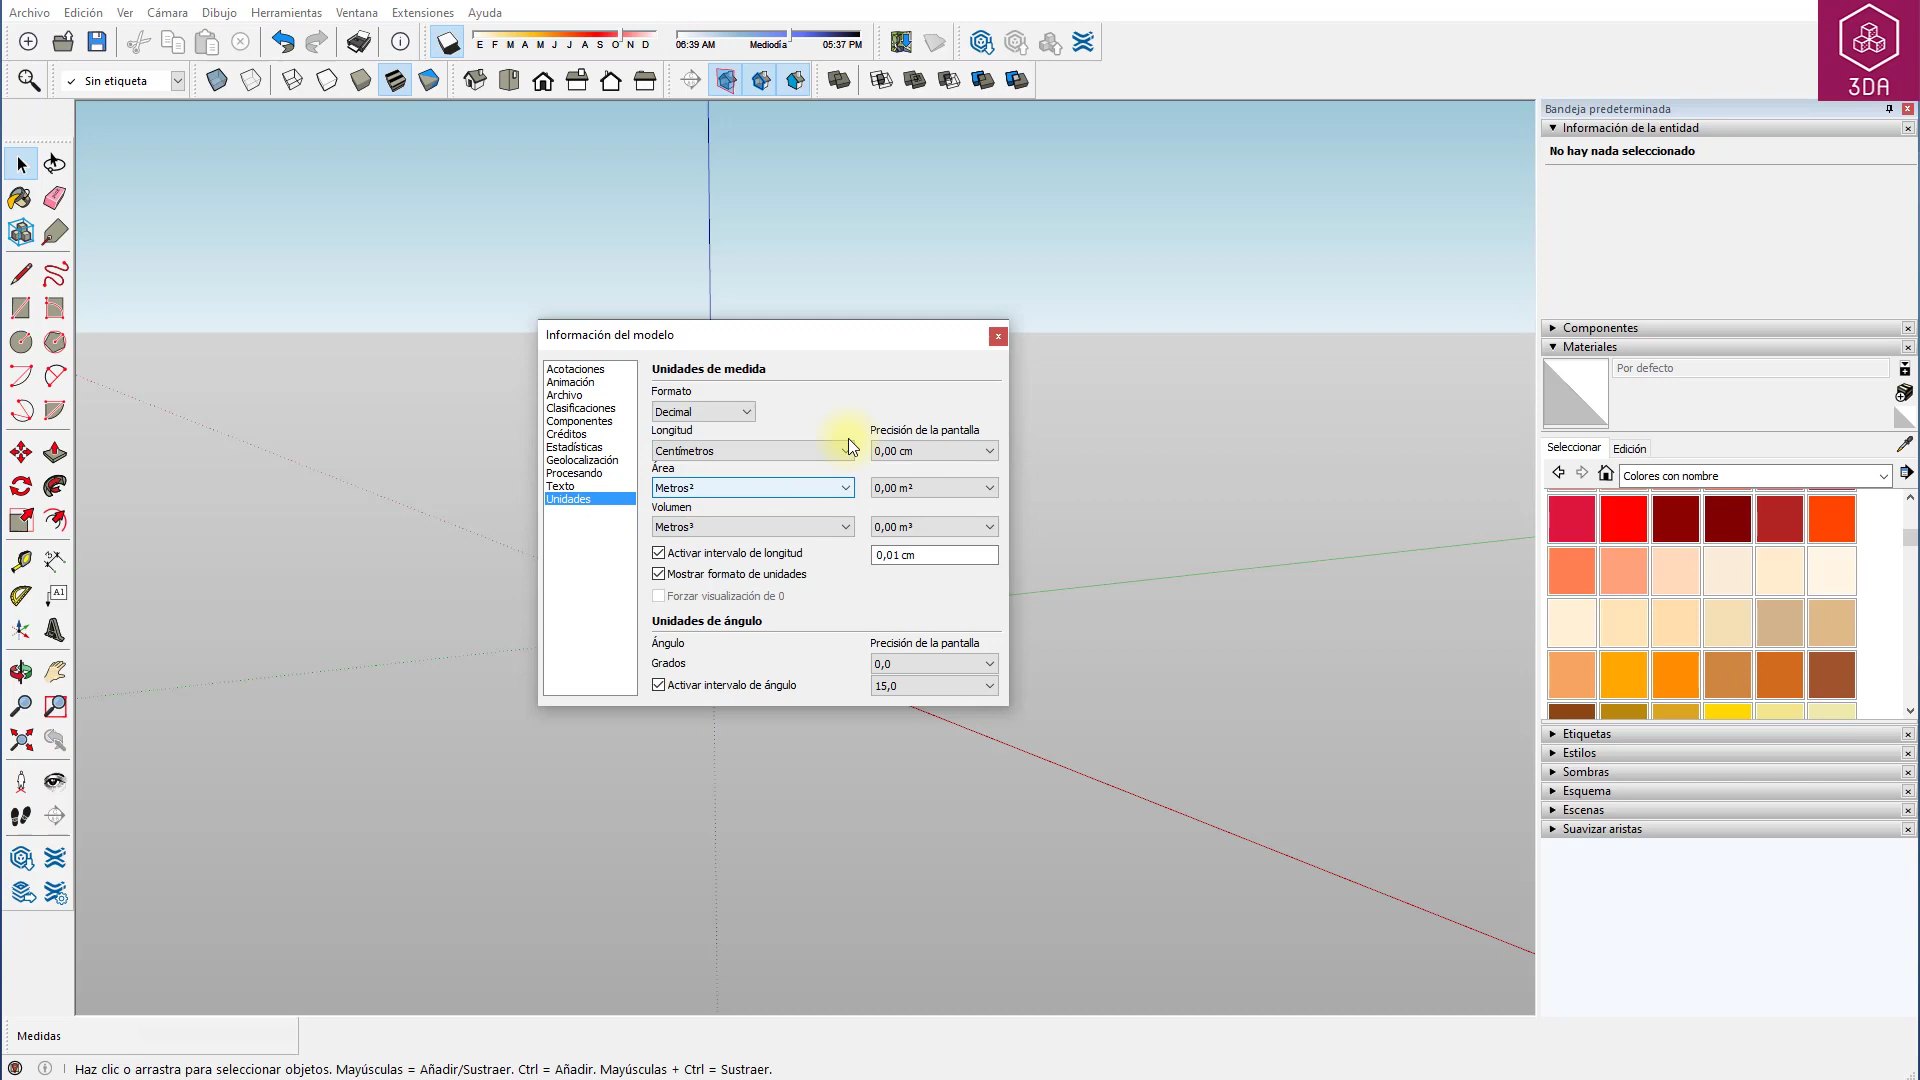 Archivo Edición Ver Cámara Dibujo Herramientas Ventana Extensiones Ayuda
E F M A M J J A S O N D
06:39 AM Mediodía 05:37 PM
3DA
Sin etiqueta
Bandeja predeterminada
Información de la entidad
No hay nada seleccionado
Componentes
Materiales
Por defecto
Seleccionar Edición
Colores con nombre
Etiquetas
Estilos
Sombras
Esquema
Escenas
Suavizar aristas
A1
Información del modelo
Acotaciones
Animación
Archivo
Clasificaciones
Componentes
Créditos
Estadísticas
Geolocalización
Procesando
Texto
Unidades
Unidades de medida
Formato
Decimal
Longitud Precisión de la pantalla
Centímetros 0,00 cm
Área
Metros² 0,00 m²
Volumen
Metros³ 0,00 m³
Activar intervalo de longitud 0,01 cm
Mostrar formato de unidades
Forzar visualización de 0
Unidades de ángulo
Ángulo Precisión de la pantalla
Grados 0,0
Activar intervalo de ángulo 15,0
Medidas
Haz clic o arrastra para seleccionar objetos. Mayúsculas = Añadir/Sustraer. Ctrl = Añadir. Mayúsculas + Ctrl = Sustraer.